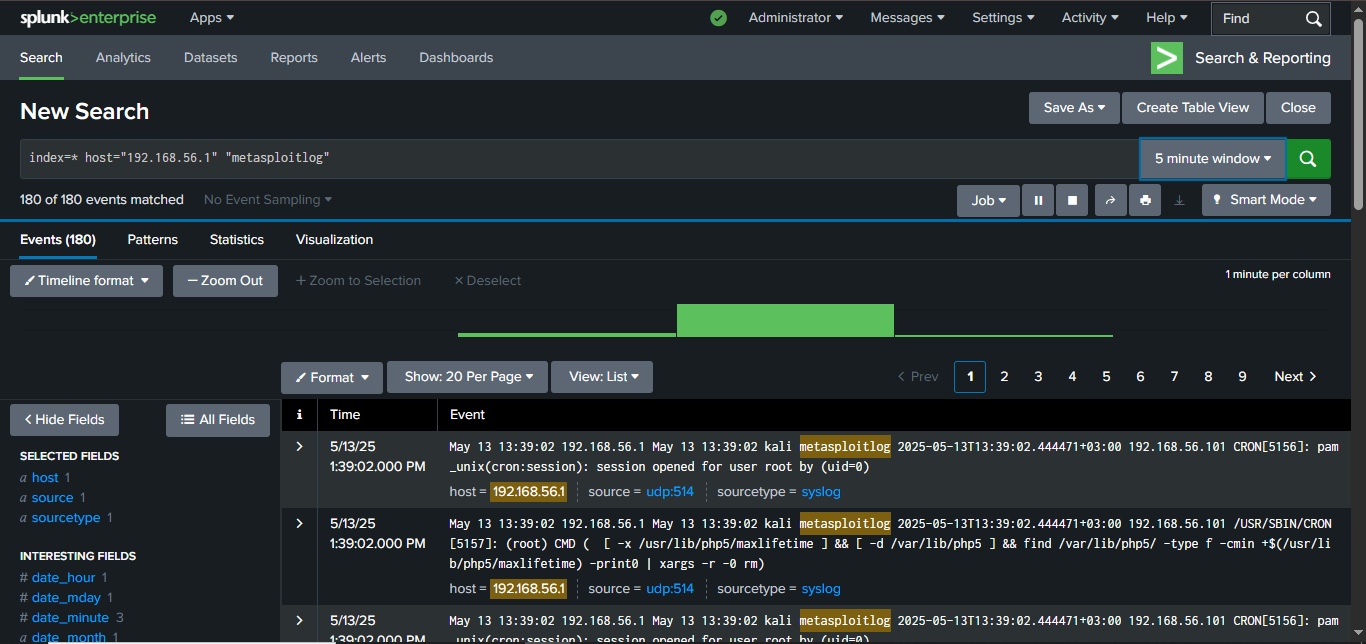 splunk>enterprise Apps Administrator Messages Settings Activity Help Find
Search Analytics Datasets Reports Alerts Dashboards Search & Reporting
New Search
Save As Create Table View Close
index=* host="192.168.56.1" "metasploitlog"
5 minute window
180 of 180 events matched No Event Sampling Job Smart Mode
Events (180) Patterns Statistics Visualization
Timeline format — Zoom Out + Zoom to Selection × Deselect 1 minute per column
Format Show: 20 Per Page View: List < Prev 1 2 3 4 5 6 7 8 9 Next >
< Hide Fields All Fields
SELECTED FIELDS
a host 1
a source 1
a sourcetype 1
INTERESTING FIELDS
# date_hour 1
# date_mday 1
# date_minute 3
a date_month 1
i Time Event
5/13/25
1:39:02.000 PM
May 13 13:39:02 192.168.56.1 May 13 13:39:02 kali metasploitlog 2025-05-13T13:39:02.444471+03:00 192.168.56.101 CRON[5156]: pam
_unix(cron:session): session opened for user root by (uid=0)
host = 192.168.56.1 source = udp:514 sourcetype = syslog
5/13/25
1:39:02.000 PM
May 13 13:39:02 192.168.56.1 May 13 13:39:02 kali metasploitlog 2025-05-13T13:39:02.444471+03:00 192.168.56.101 /USR/SBIN/CRON
[5157]: (root) CMD ( [ -x /usr/lib/php5/maxlifetime ] && [ -d /var/lib/php5 ] && find /var/lib/php5/ -type f -cmin +$(/usr/li
b/php5/maxlifetime) -print0 | xargs -r -0 rm)
host = 192.168.56.1 source = udp:514 sourcetype = syslog
5/13/25
1:39:02.000 PM
May 13 13:39:02 192.168.56.1 May 13 13:39:02 kali metasploitlog 2025-05-13T13:39:02.444471+03:00 192.168.56.101 CRON[5156]: pam
_unix(cron:session): session opened for user root by (uid=0)